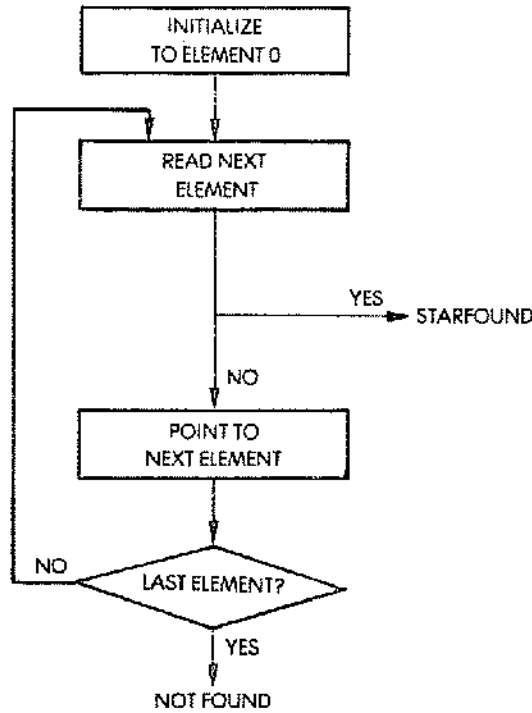 INITIALIZE
TO ELEMENT 0
READ NEXT
ELEMENT
YES
STARFOUND
NO
POINT TO
NEXT ELEMENT
NO
LAST ELEMENT?
YES
NOT FOUND